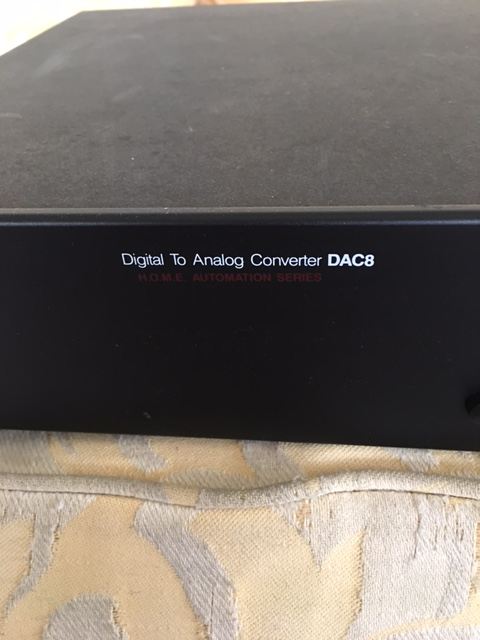 Digital To Analog Converter DAC8
H.O.M.E. AUTOMATION SERIES